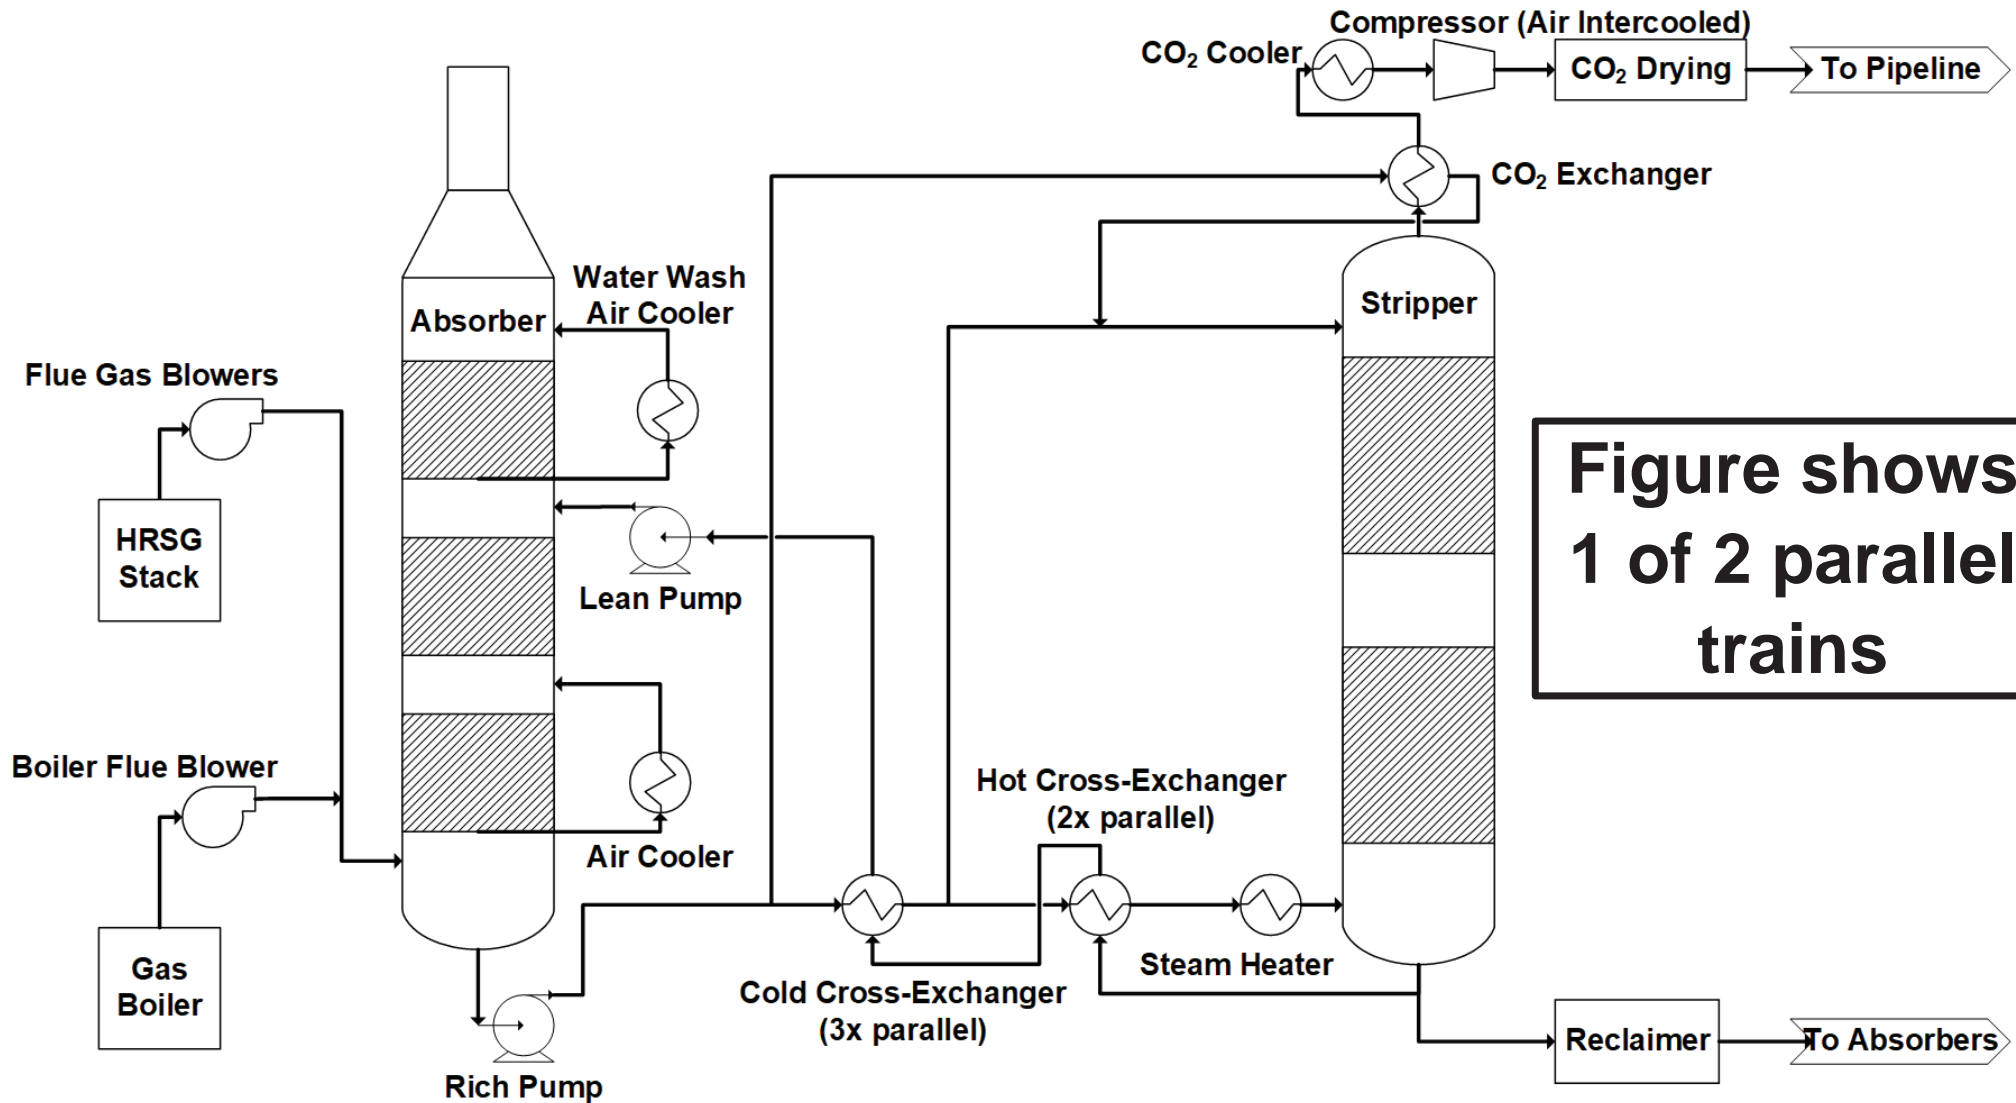 Compressor (Air Intercooled)
CO₂ Cooler
CO₂ Drying
To Pipeline
CO₂ Exchanger
Water Wash
Air Cooler
Absorber
Stripper
Flue Gas Blowers
HRSG
Stack
Lean Pump
Figure shows
1 of 2 parallel
trains
Boiler Flue Blower
Hot Cross-Exchanger
(2x parallel)
Air Cooler
Gas
Boiler
Steam Heater
Cold Cross-Exchanger
(3x parallel)
Reclaimer
To Absorbers
Rich Pump